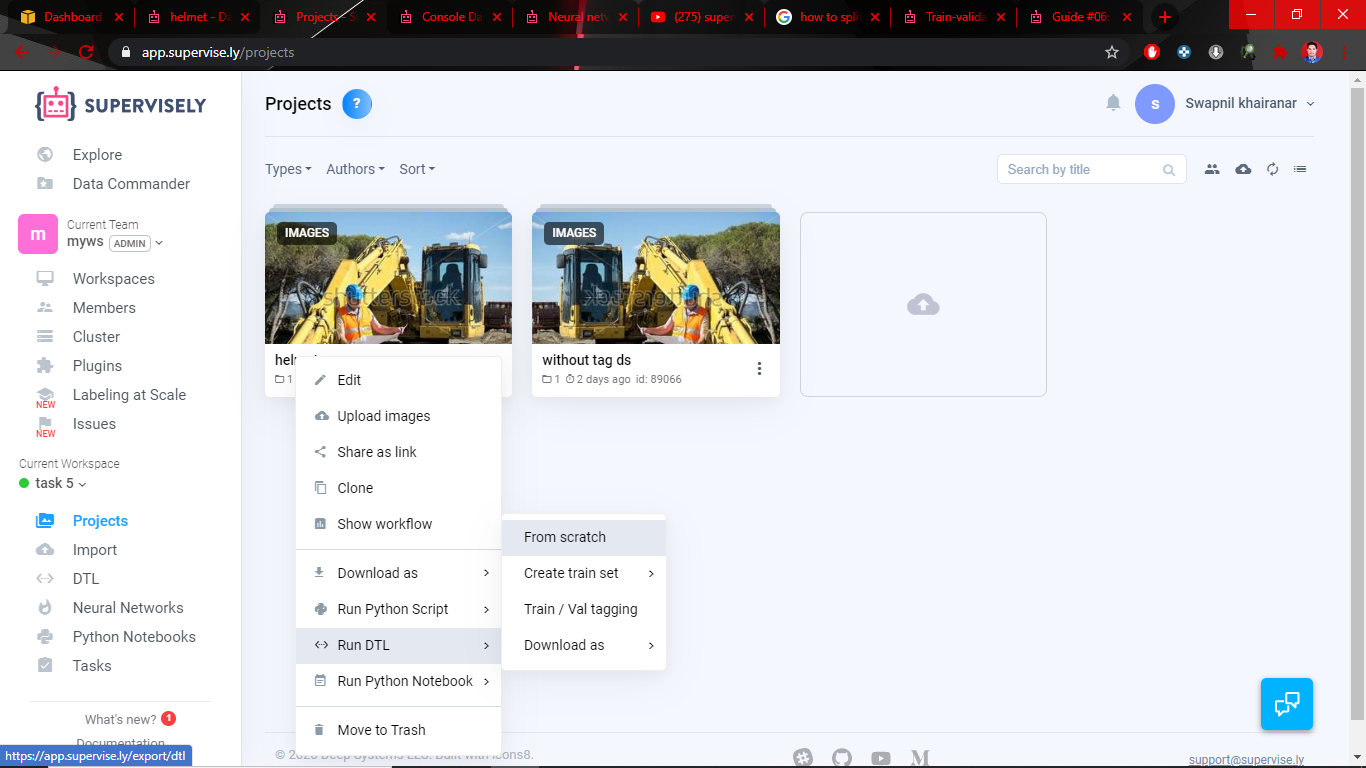 Dashboard
helmet - Da
Projects - S
Console Da
Neural netw
(275) super
how to split
Train-valida
Guide #06:
app.supervise.ly/projects
SUPERVISELY
Projects
?
s
Swapnil khairanar
Explore
Data Commander
Types
Authors
Sort
Search by title
m
Current Team
myws ADMIN
IMAGES
IMAGES
shutterstock
Workspaces
Members
Cluster
Plugins
Labeling at Scale
NEW
Issues
NEW
without tag ds
1 2 days ago id: 89066
1
Current Workspace
task 5
Projects
Import
DTL
Neural Networks
Python Notebooks
Tasks
Edit
Upload images
Share as link
Clone
Show workflow
Download as
Run Python Script
Run DTL
Run Python Notebook
Move to Trash
From scratch
Create train set
Train / Val tagging
Download as
What's new? 1
Documentation
https://app.supervise.ly/export/dtl
© 2020 Deep Systems LLC. Built with Icons8.
support@supervise.ly